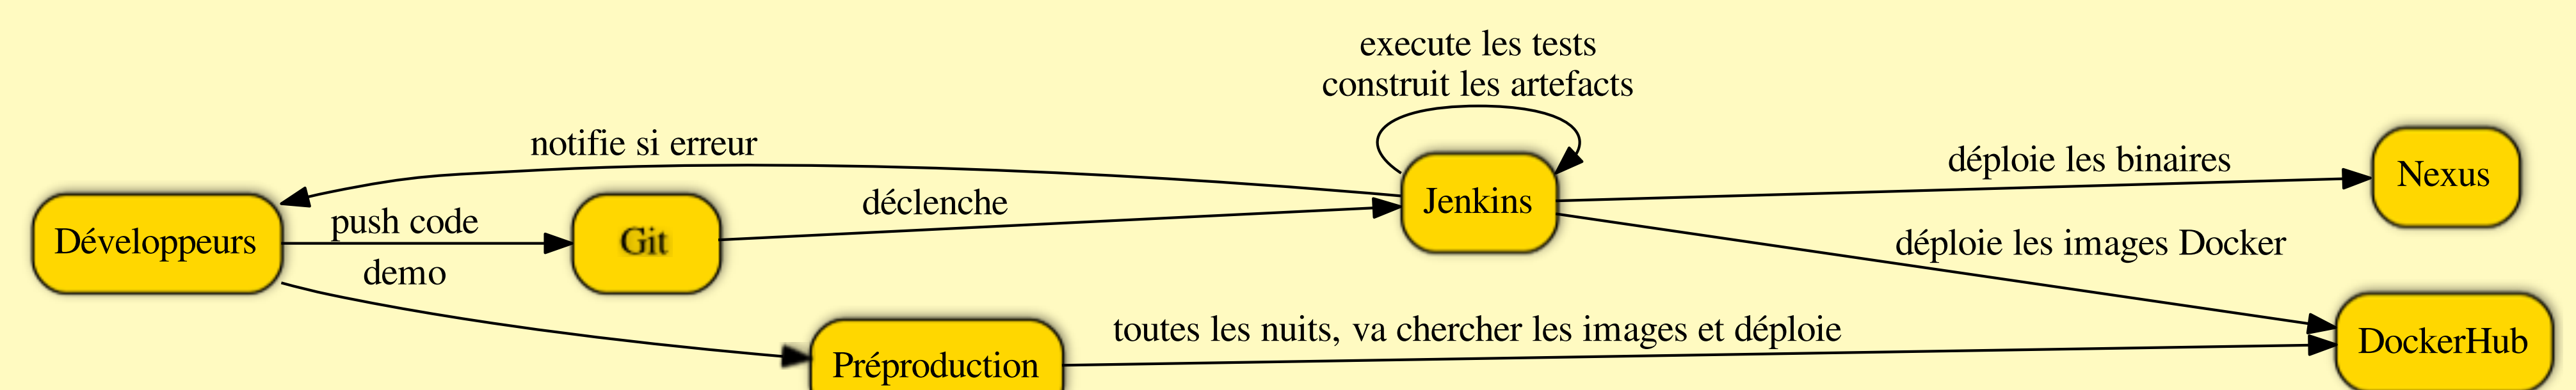 execute les tests
construit les artefacts
notifie si erreur
déploie les binaires
Nexus
Jenkins
déclenche
push code
Développeurs
Git
déploie les images Docker
demo
toutes les nuits, va chercher les images et déploie
DockerHub
Préproduction